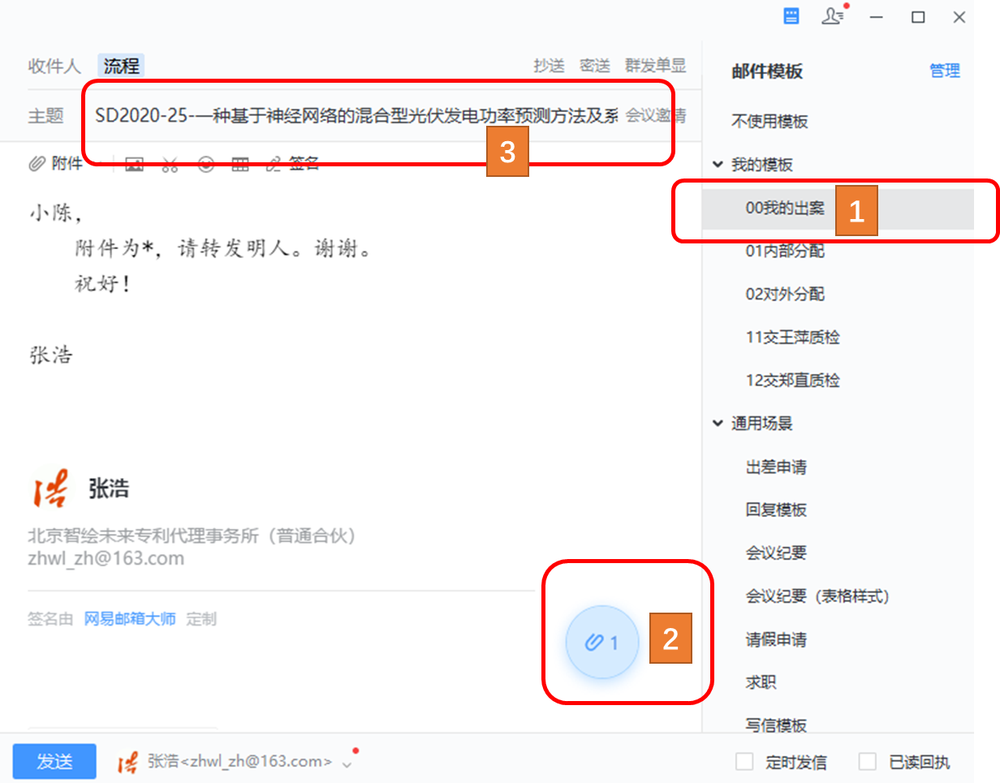 收件人 流程 抄送 密送 群发单显
主题 SD2020-25-一种基于神经网络的混合型光伏发电功率预测方法及系 会议邀请
3
附件 签名
小陈，
附件为*，请转发明人。谢谢。
祝好！
张浩
张浩
北京智绘未来专利代理事务所（普通合伙）
zhwl_zh@163.com
签名由 网易邮箱大师 定制
1
2
发送 张浩<zhwl_zh@163.com>
定时发信 已读回执
邮件模板 管理
不使用模板
我的模板
00我的出案 1
01内部分配
02对外分配
11交王萍质检
12交郑直质检
通用场景
出差申请
回复模板
会议纪要
会议纪要（表格样式）
请假申请
求职
写信模板